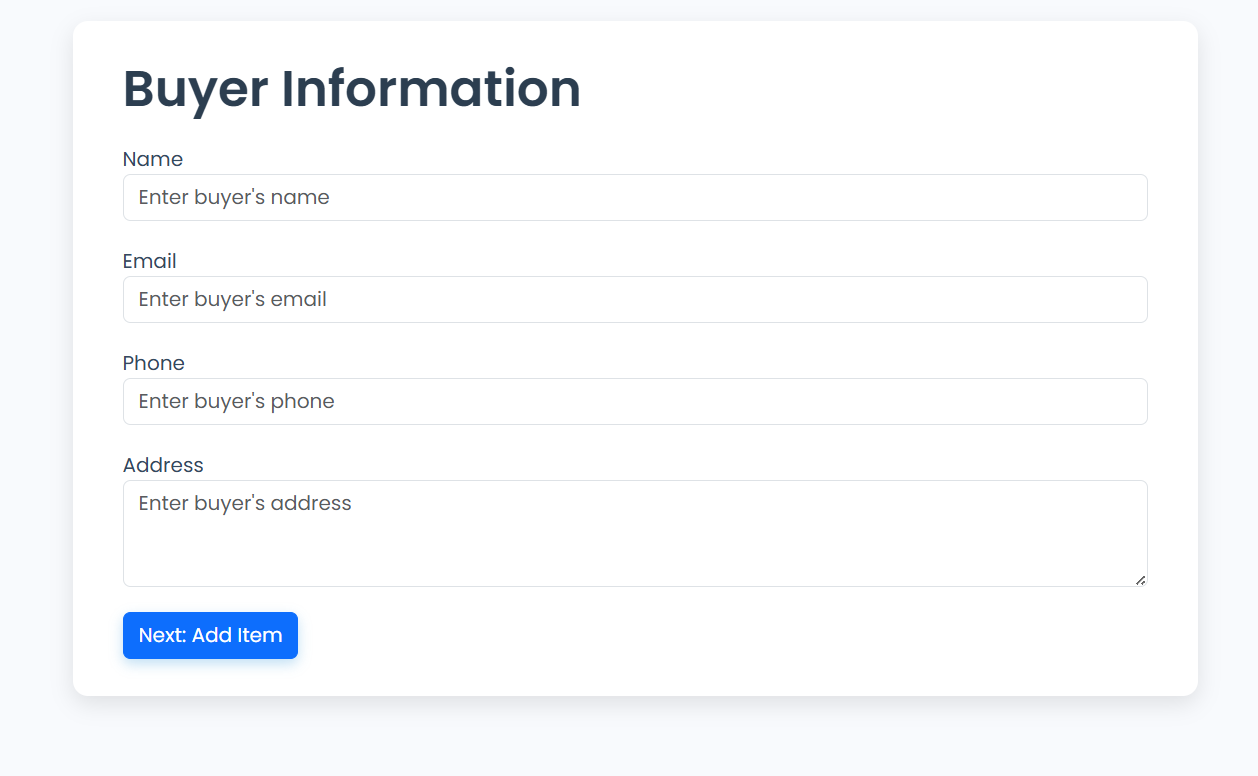 Buyer Information
Name
Enter buyer's name
Email
Enter buyer's email
Phone
Enter buyer's phone
Address
Enter buyer's address
Next: Add Item